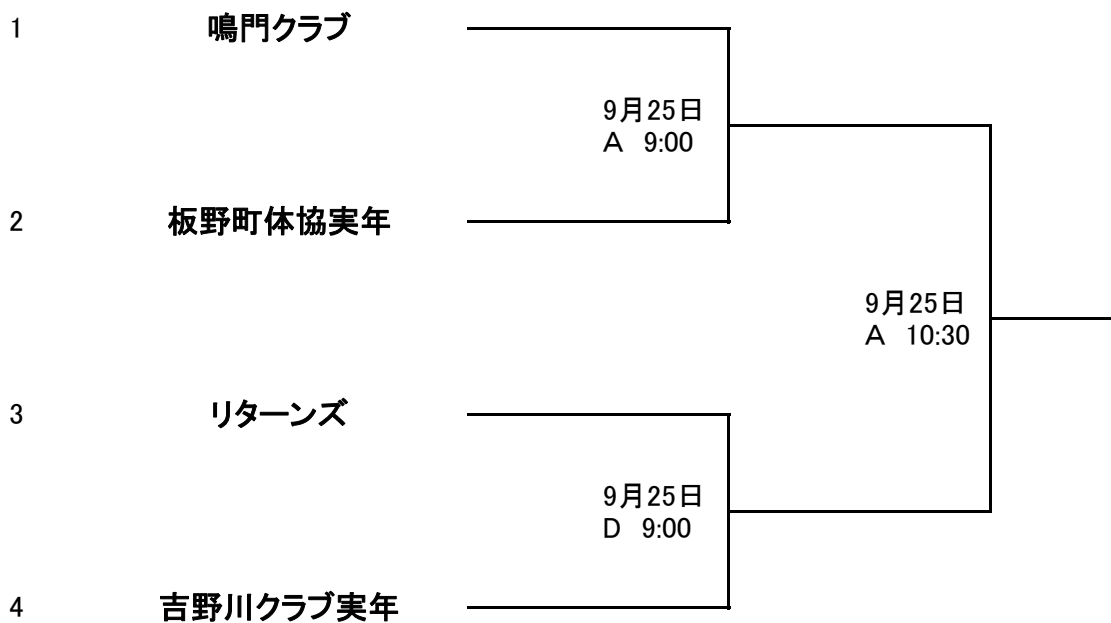 1 鳴門クラブ
9月25日
A 9:00
2 板野町体協実年
9月25日
A 10:30
3 リターンズ
9月25日
D 9:00
4 吉野川クラブ実年